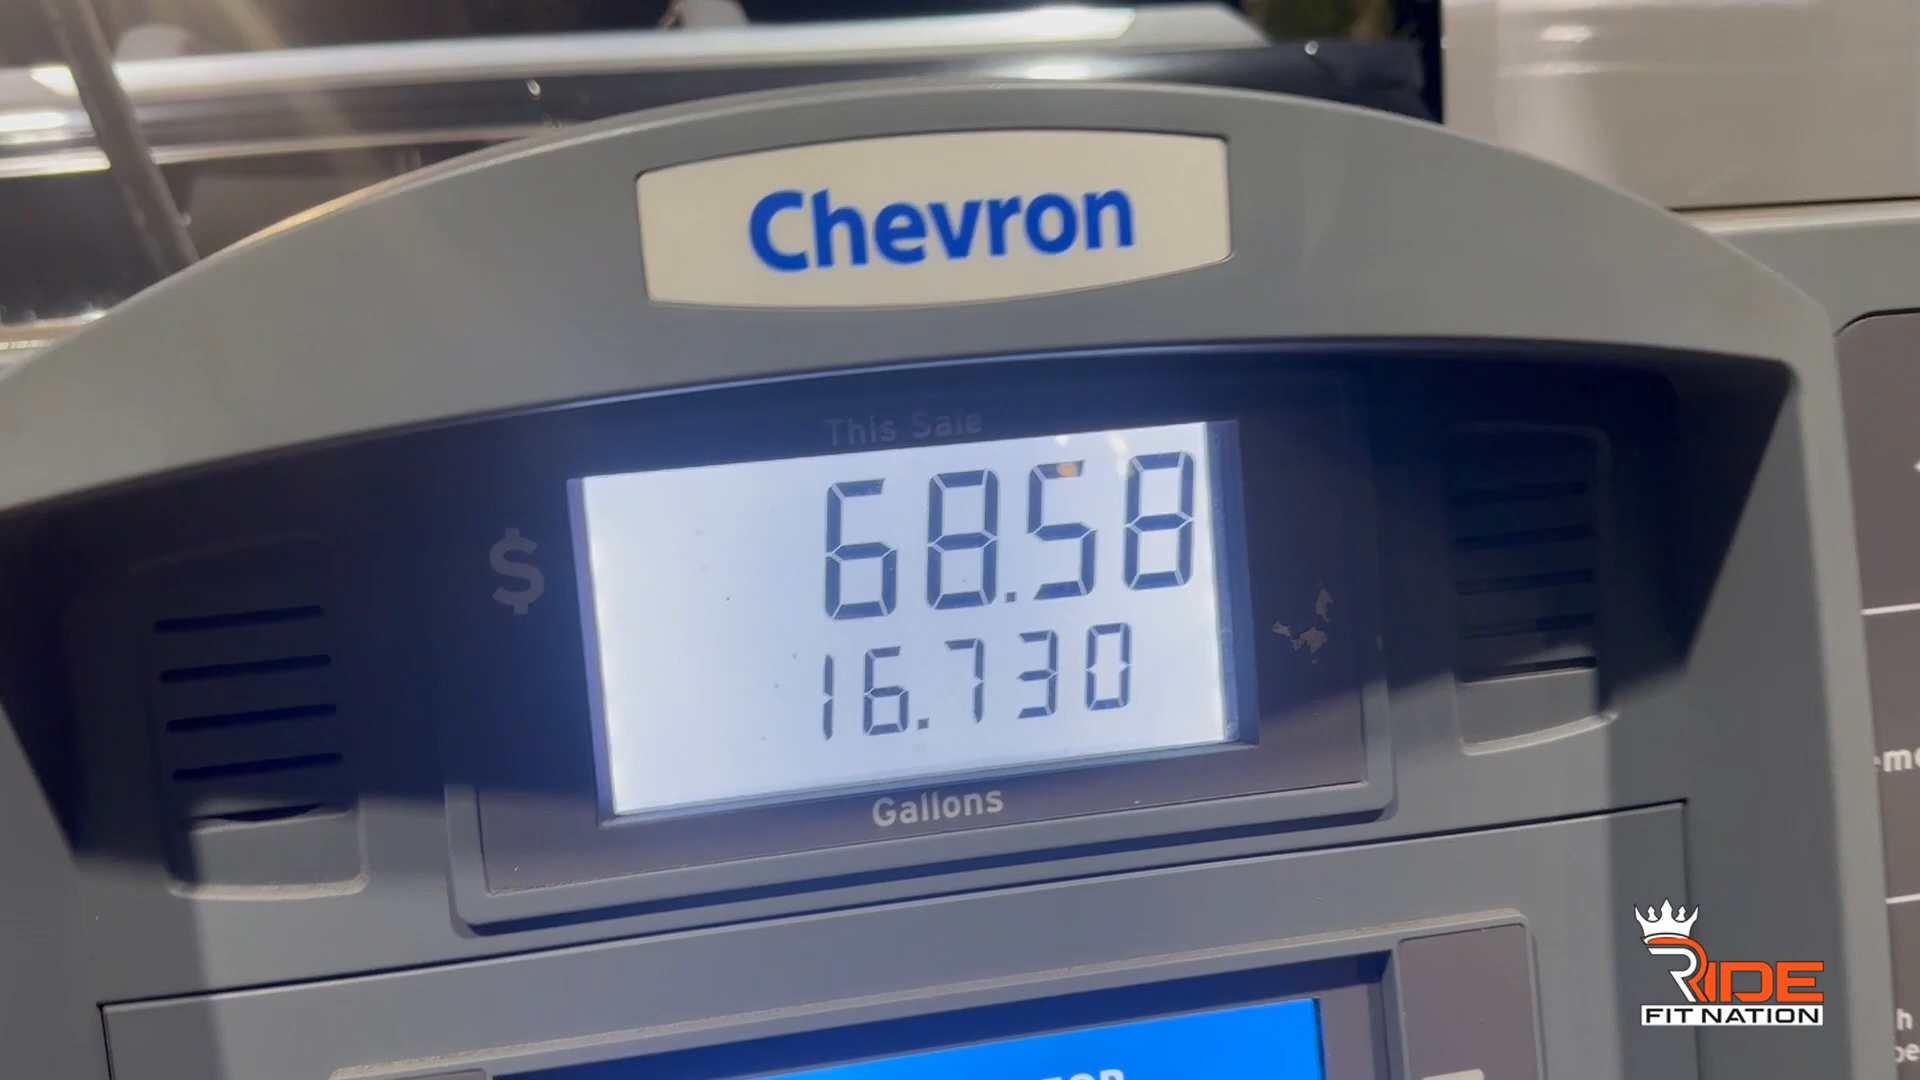 Chevron
This Sale
$
68.58
16.730
Gallons
RIDE
FIT NATION